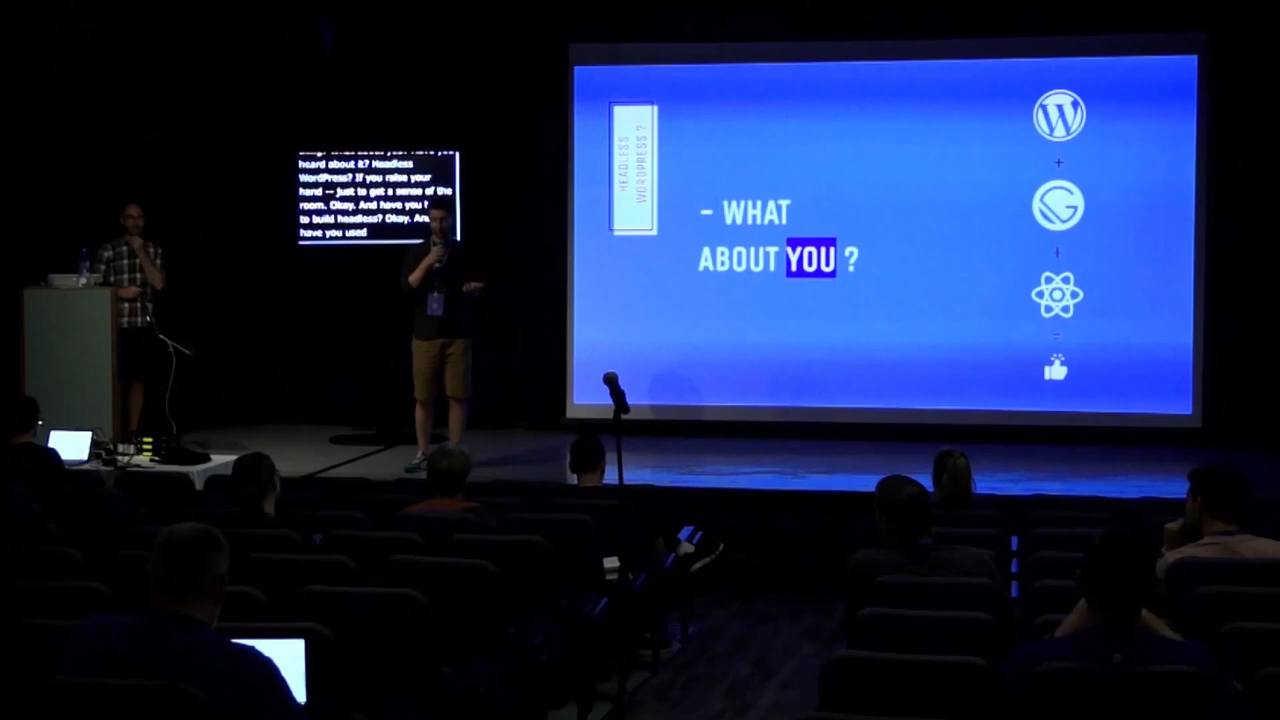 heard about it? Headless
WordPress? If you raise your
hand -- just to get a sense of the
room. Okay. And have you
to build headless? Okay. And
have you used
HEADLESS
WORDPRESS ?
- WHAT
ABOUT YOU ?
+
+
=